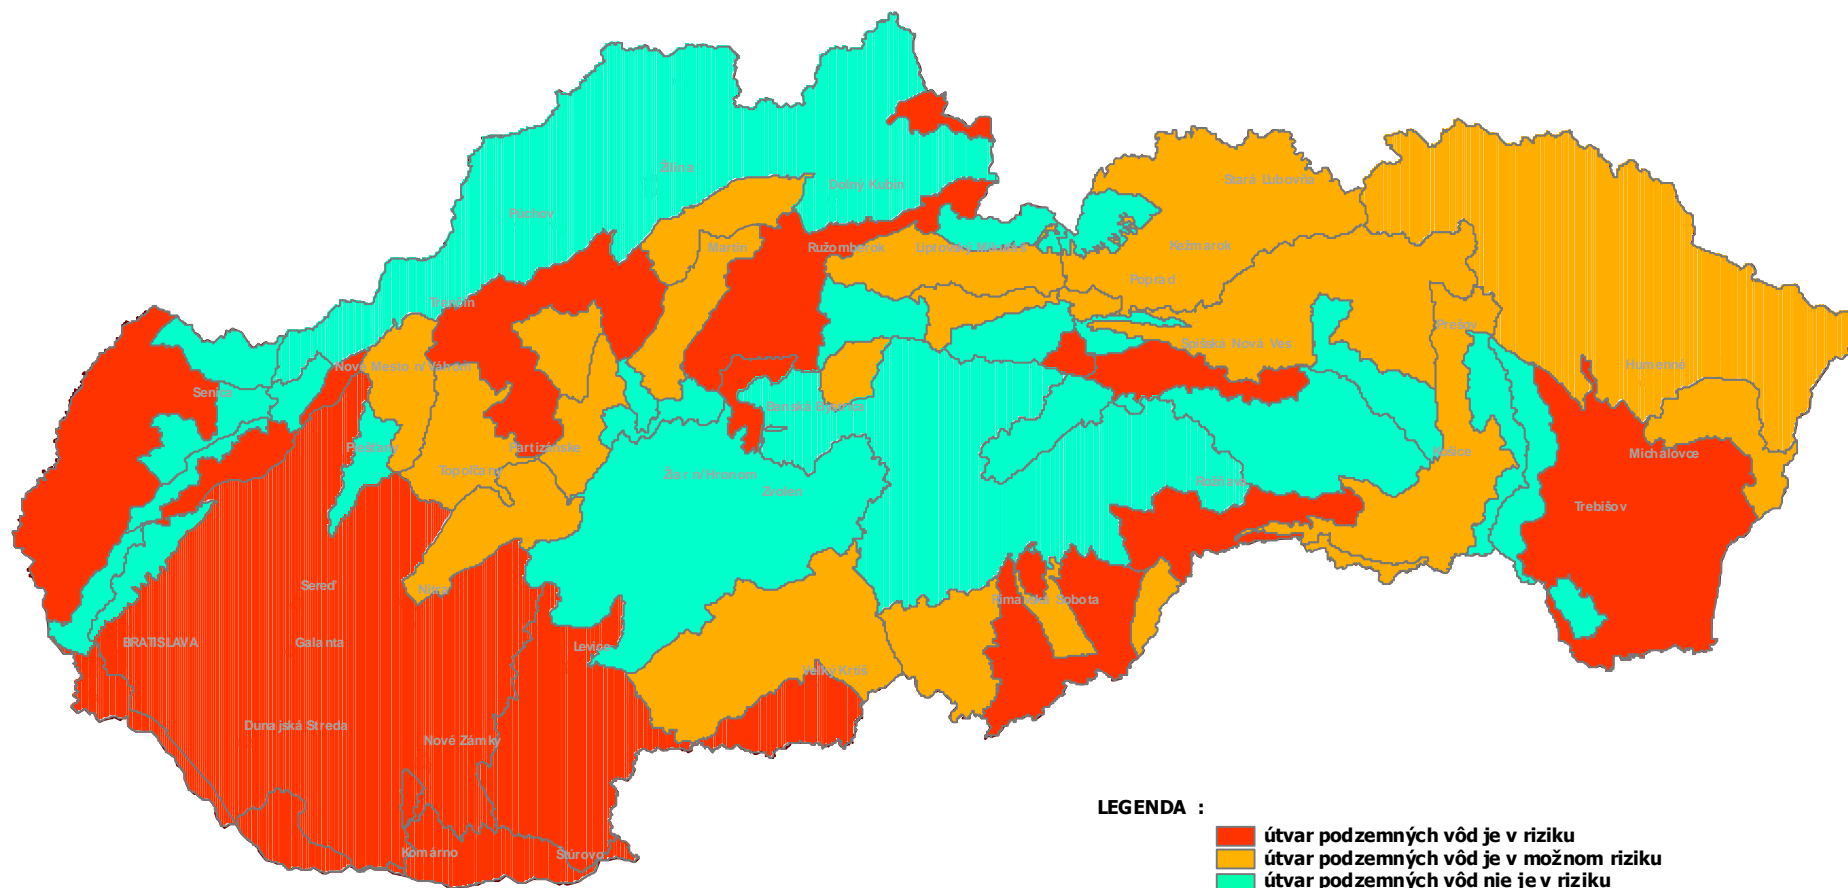 Žilina
Dolný Kubín
Stará Ľubovňa
Púchov
Martin
Ružomberok
Liptovský Mikuláš
Kežmarok
Poprad
Trenčín
Prešov
Spišská Nová Ves
Nové Mesto n/Váhom
Humenné
Senica
Banská Bystrica
Piešťany
Partizánske
Topoľčany
Žiar n/Hronom
Zvolen
Rožňava
Košice
Michalovce
Trebišov
Sereď
Nitra
Rimavská Sobota
BRATISLAVA
Galanta
Levice
Veľký Krtíš
Dunajská Streda
Nové Zámky
Komárno
Štúrovo
LEGENDA :
útvar podzemných vôd je v riziku
útvar podzemných vôd je v možnom riziku
útvar podzemných vôd nie je v riziku